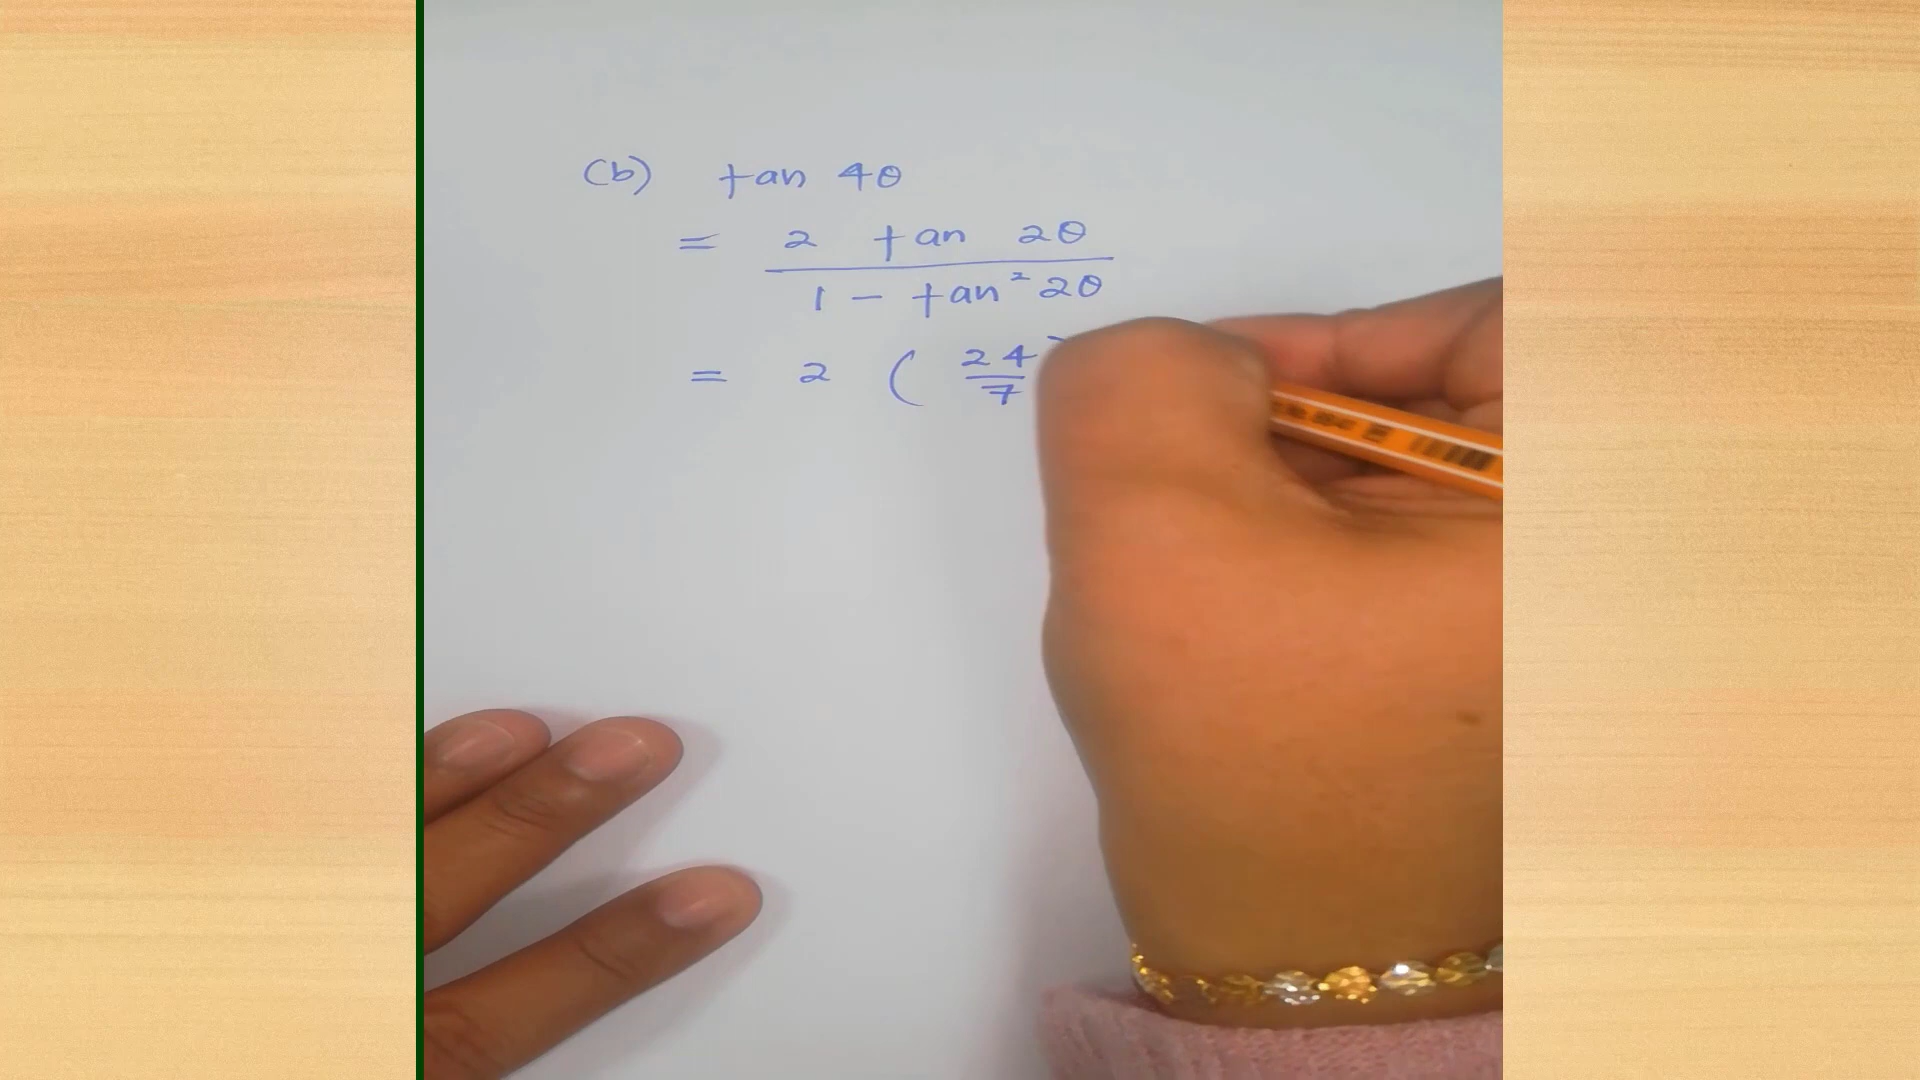 (b) tan 4θ
= 2 tan 2θ
1 - tan² 2θ
= 2 ( 24
7